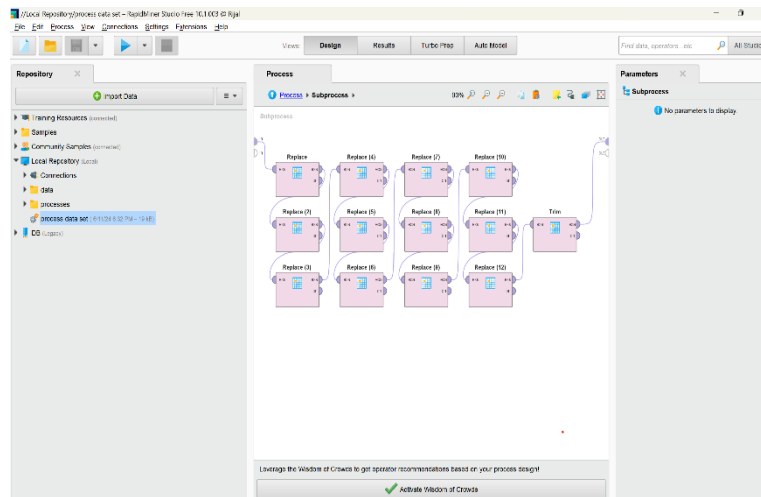 //Local Repository/process data set – RapidMiner Studio Free 10.1.003 @ Rijal
File Edit Process View Connections Settings Extensions Help
Views: Design Results Turbo Prep Auto Model
Find data, operators...etc All Studio
Repository
Import Data
Training Resources (connected)
Samples
Community Samples (connected)
Local Repository (Local)
Connections
data
processes
process data set
DB (Legacy)
Process
Process Subprocess
93%
Subprocess
Replace Replace (4) Replace (7) Replace (10)
Replace (2) Replace (5) Replace (8) Replace (11) Trim
Replace (3) Replace (6) Replace (9) Replace (12)
Leverage the Wisdom of Crowds to get operator recommendations based on your process design!
Activate Wisdom of Crowds
Parameters
Subprocess
No parameters to display.